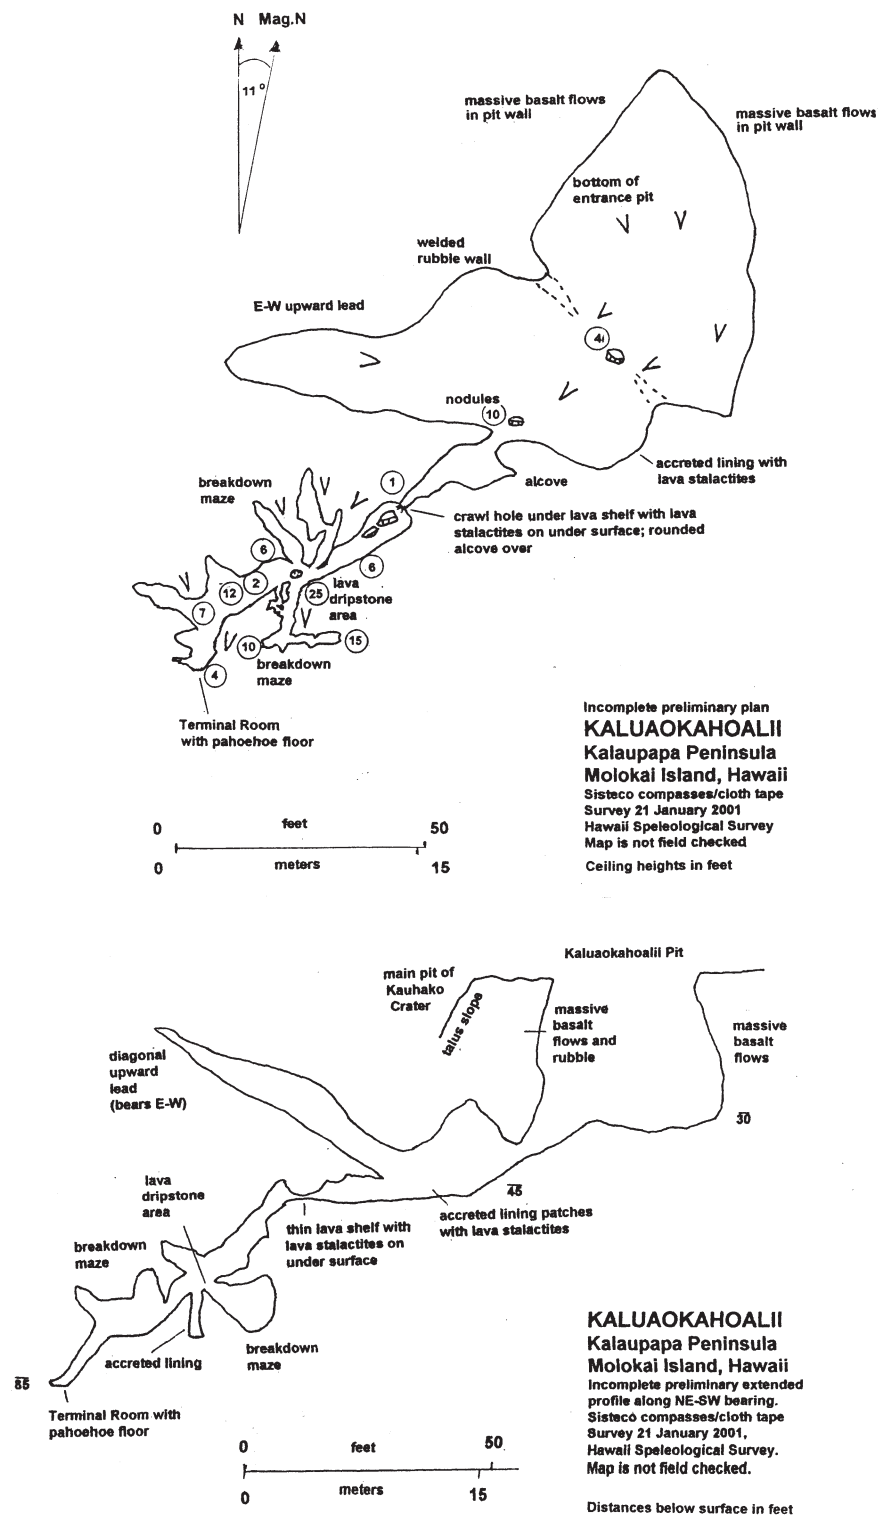 N Mag.N
11°
massive basalt flows
in pit wall
massive basalt flows
in pit wall
bottom of
entrance pit
welded
rubble wall
E-W upward lead
4
nodules
10
accreted lining with
lava stalactites
alcove
breakdown
maze
1
crawl hole under lava shelf with lava
stalactites on under surface; rounded
alcove over
6
6
2
12
25
lava
dripstone
area
7
10
15
breakdown
maze
4
Terminal Room
with pahoehoe floor
Incomplete preliminary plan
KALUAOKAHOALII
Kalaupapa Peninsula
Molokai Island, Hawaii
Sisteco compasses/cloth tape
Survey 21 January 2001
Hawaii Speleological Survey
Map is not field checked
Ceiling heights in feet
0 feet 50
0 meters 15
Kaluaokahoalii Pit
main pit of
Kauhako
Crater
talus slope
massive
basalt
flows and
rubble
massive
basalt
flows
diagonal
upward
lead
(bears E-W)
30
45
lava
dripstone
area
accreted lining patches
with lava stalactites
thin lava shelf with
lava stalactites on
under surface
breakdown
maze
breakdown
maze
accreted lining
85
Terminal Room with
pahoehoe floor
KALUAOKAHOALII
Kalaupapa Peninsula
Molokai Island, Hawaii
Incomplete preliminary extended
profile along NE-SW bearing.
Sisteco compasses/cloth tape
Survey 21 January 2001,
Hawaii Speleological Survey.
Map is not field checked.
Distances below surface in feet
0 feet 50
0 meters 15